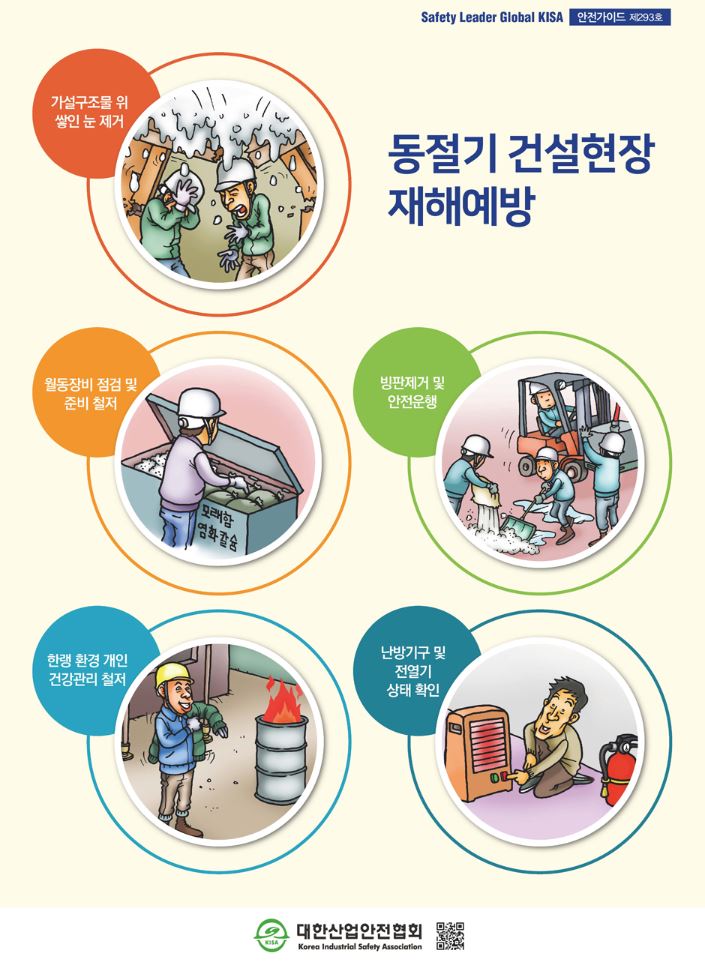 Safety Leader Global KISA 안전가이드 제293호
동절기 건설현장
재해예방
가설구조물 위
쌓인 눈 제거
월동장비 점검 및
준비 철저
모래함
염화칼슘
빙판제거 및
안전운행
한랭 환경 개인
건강관리 철저
난방기구 및
전열기
상태 확인
KISA
대한산업안전협회
Korea Industrial Safety Association